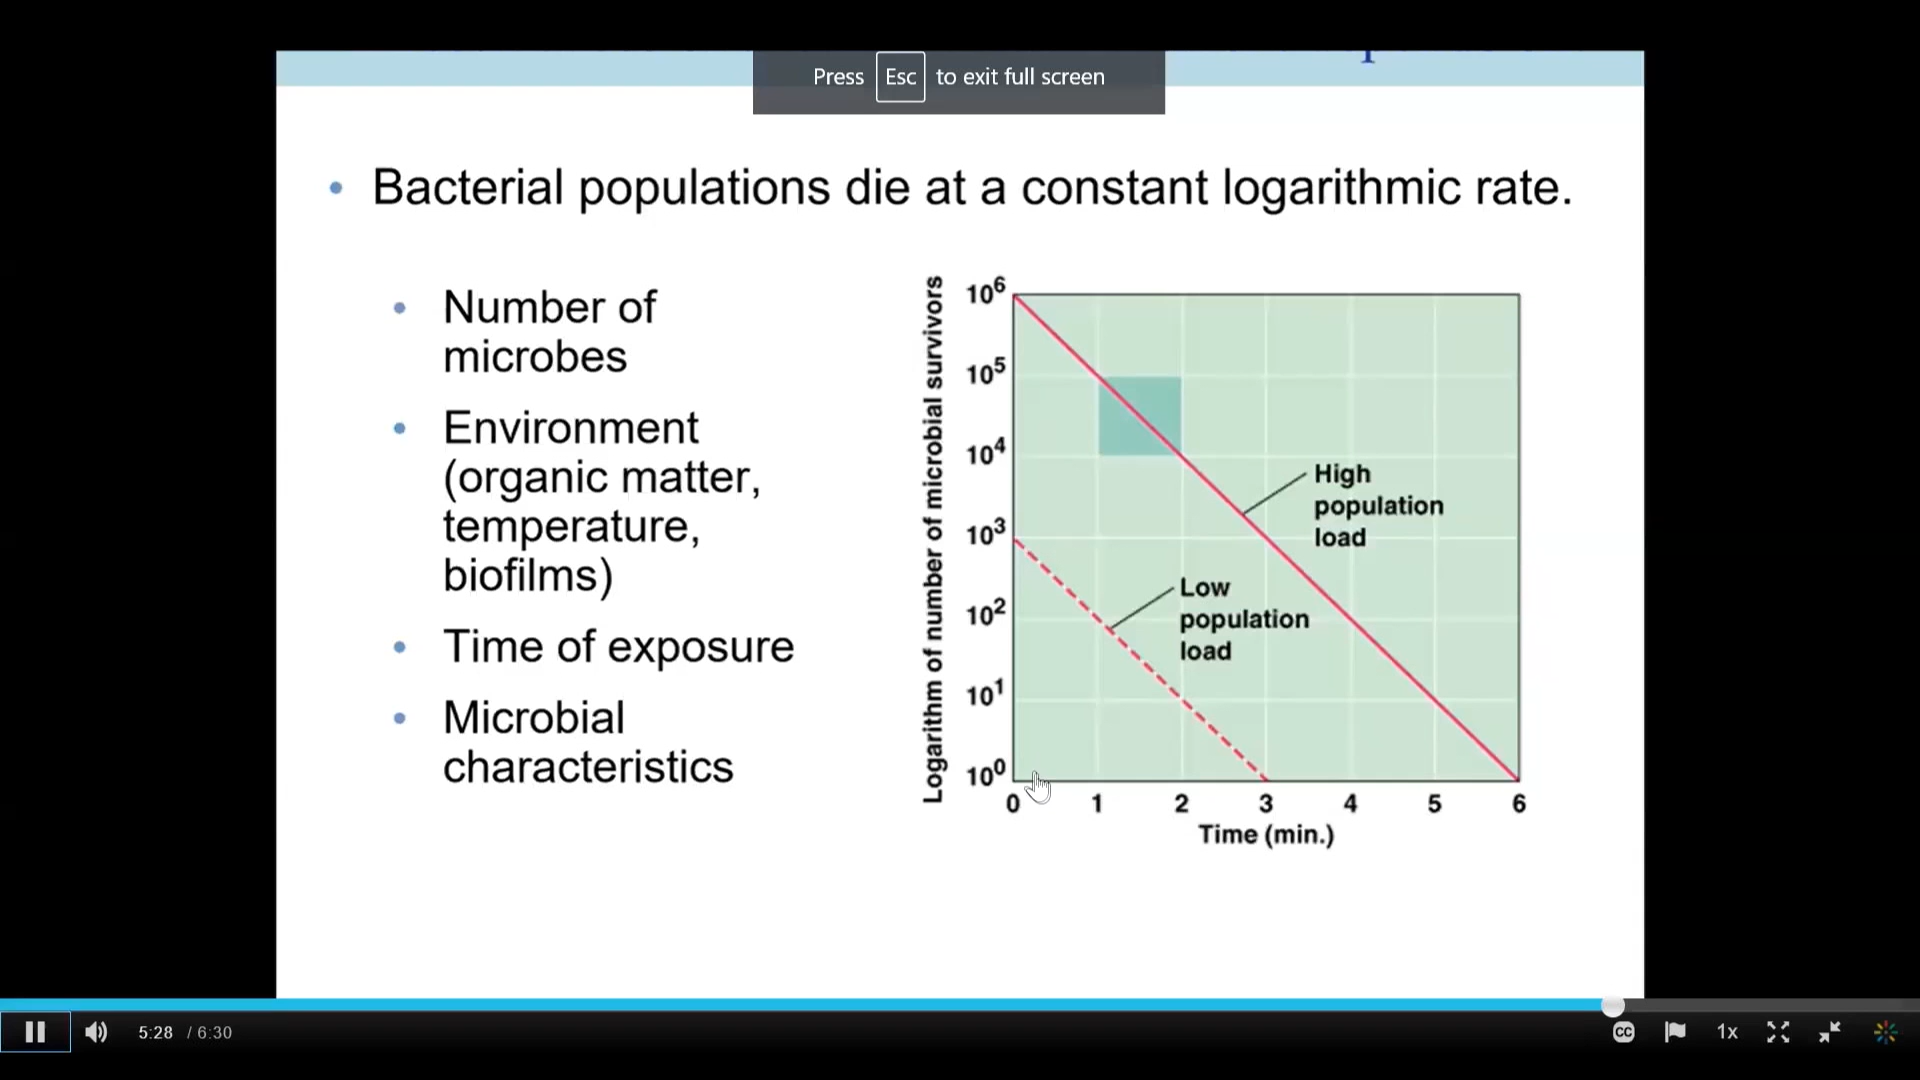 Press Esc to exit full screen
Bacterial populations die at a constant logarithmic rate.
Number of
microbes
Environment
(organic matter,
temperature,
biofilms)
Time of exposure
Microbial
characteristics
Logarithm of number of microbial survivors
10⁶
10⁵
10⁴
10³
10²
10¹
10⁰
High
population
load
Low
population
load
0 1 2 3 4 5 6
Time (min.)
5:28 / 6:30
CC
1x